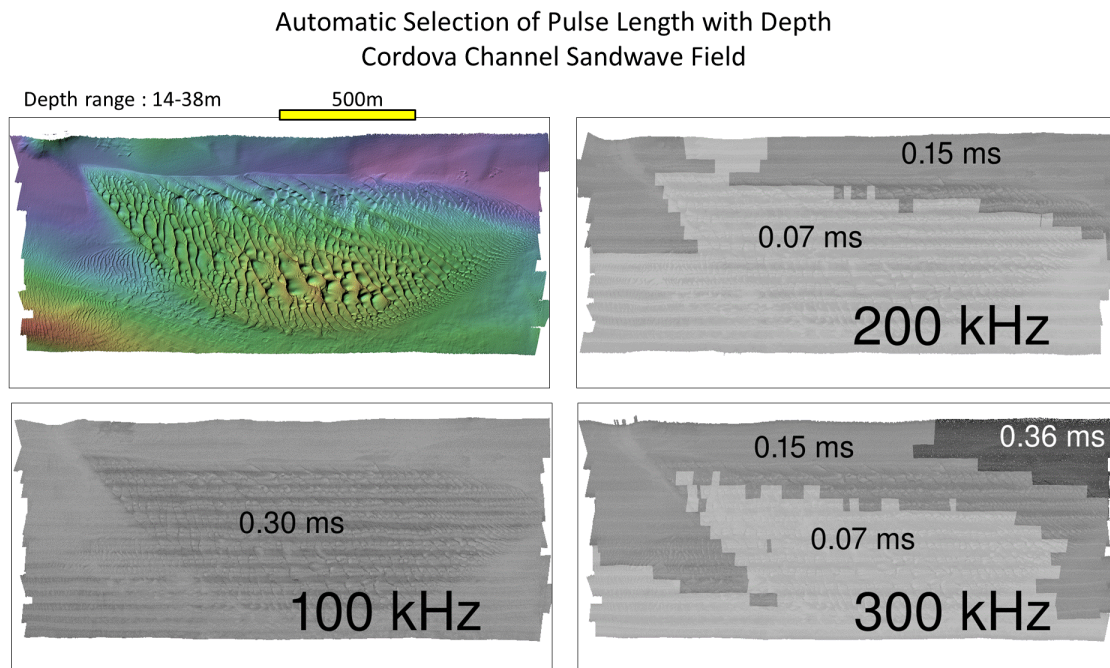 Automatic Selection of Pulse Length with Depth
Cordova Channel Sandwave Field
Depth range : 14-38m
500m
0.15 ms
0.07 ms
200 kHz
0.30 ms
100 kHz
0.15 ms
0.36 ms
0.07 ms
300 kHz